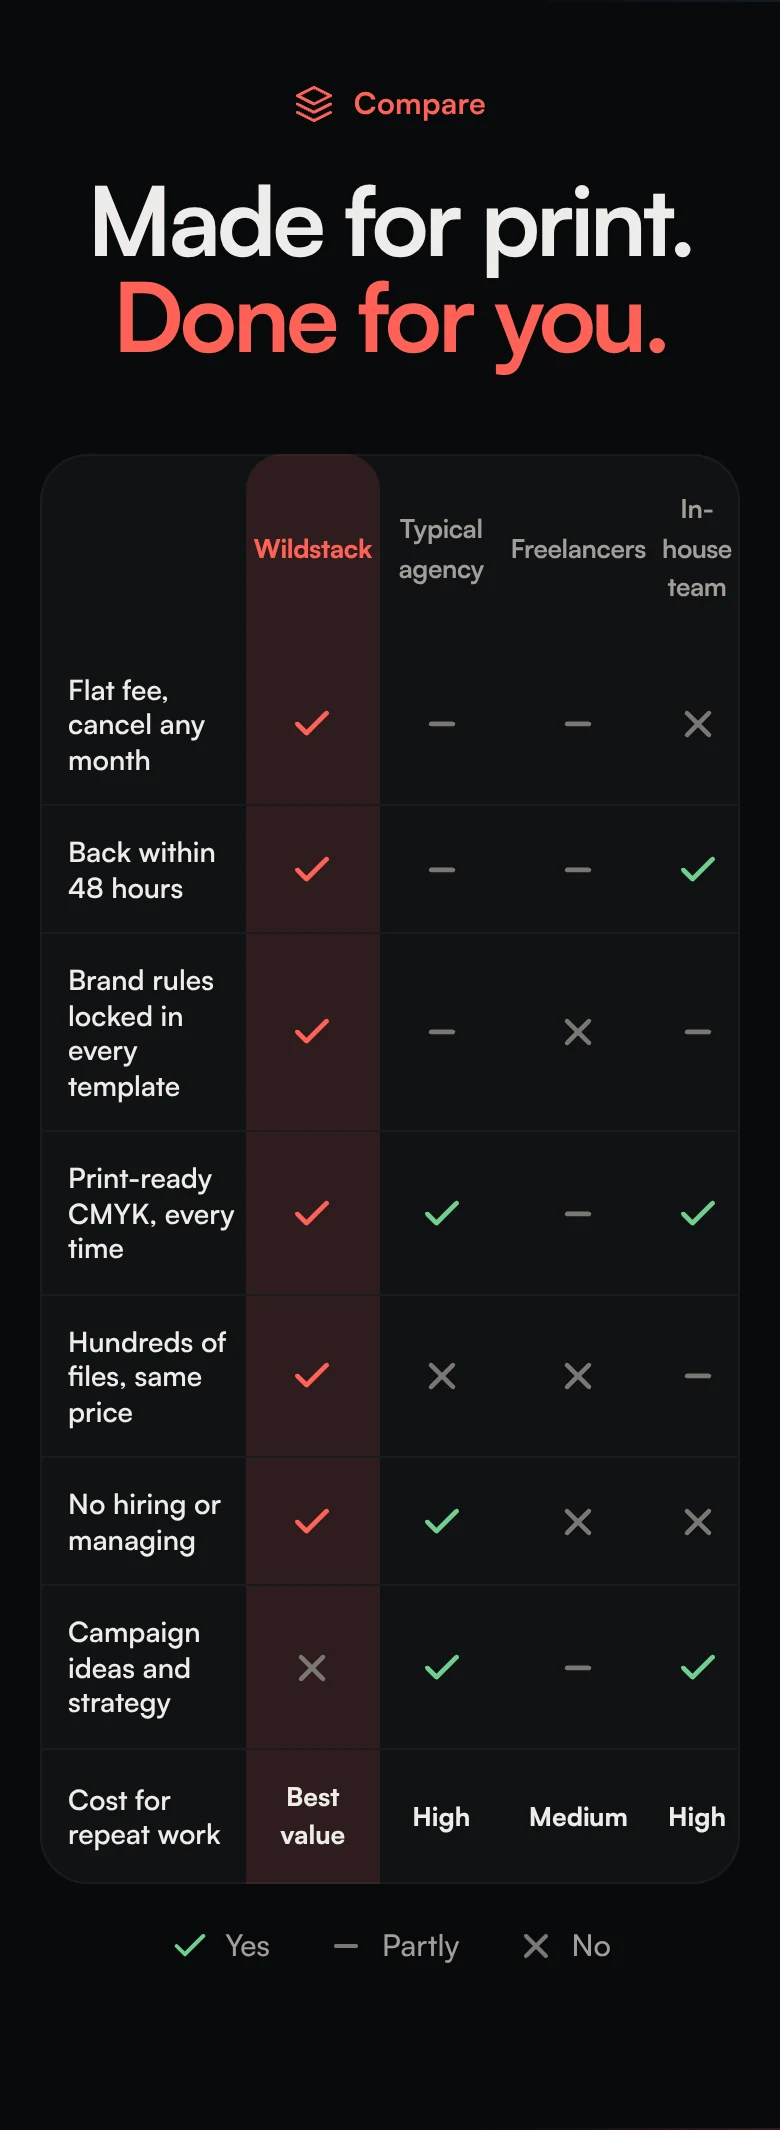 Compare
Made for print.
Done for you.
Wildstack
Typical
agency
Freelancers
In-
house
team
Flat fee,
cancel any
month
Back within
48 hours
Brand rules
locked in
every
template
Print-ready
CMYK, every
time
Hundreds of
files, same
price
No hiring or
managing
Campaign
ideas and
strategy
Cost for
repeat work
Best
value
High
Medium
High
Yes
Partly
No